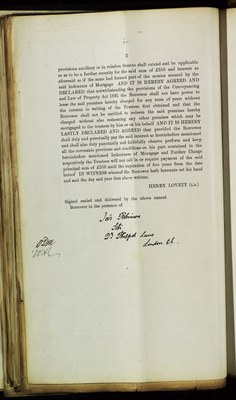 2
provisions ancillary or in relation thereto shall extend and be applicable
so as to be a further security for the said sum of £550 and interest as
aforesaid as if the same had formed part of the monies secured by the
said Indenture of Mortgage AND IT IS HEREBY AGREED AND
DECLARED that notwithstanding the provisions of the Conveyancing
and Law of Property Act 1881 the Borrower shall not have power to
lease the said premises hereby charged for any term of years without
the consent in writing of the Trustees first obtained and that the
Borrower shall not be entitled to redeem the said premises hereby
charged without also redeeming any other premises which may be
mortgaged to the trustees by him or on his behalf AND IT IS HEREBY
LASTLY DECLARED AND AGREED that provided the Borrower
shall duly and punctually pay the said interest as hereinbefore mentioned
and shall also duly punctually and faithfully observe perform and keep
all the covenants provisions and conditions on his part contained in the
hereinbefore mentioned Indentures of Mortgage and Further Charge
respectively the Trustees will not call in or require payment of the said
principal sum of £550 until the expiration of five years from the date
hereof IN WITNESS whereof the Borrower hath hereunto set his hand
and seal the day and year first above written.
HENRY LOVETT (L.S.)
Signed sealed and delivered by the above named
Borrower in the presence of
23 Lane
London E.C.